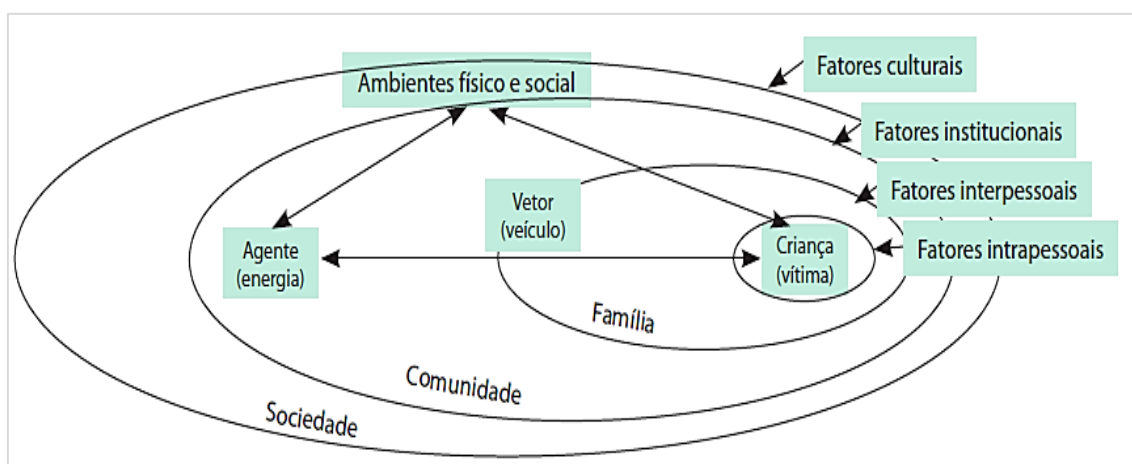 Fatores culturais
Ambientes físico e social
Fatores institucionais
Fatores interpessoais
Vetor
(veículo)
Agente
(energia)
Criança
(vítima)
Fatores intrapessoais
Família
Comunidade
Sociedade